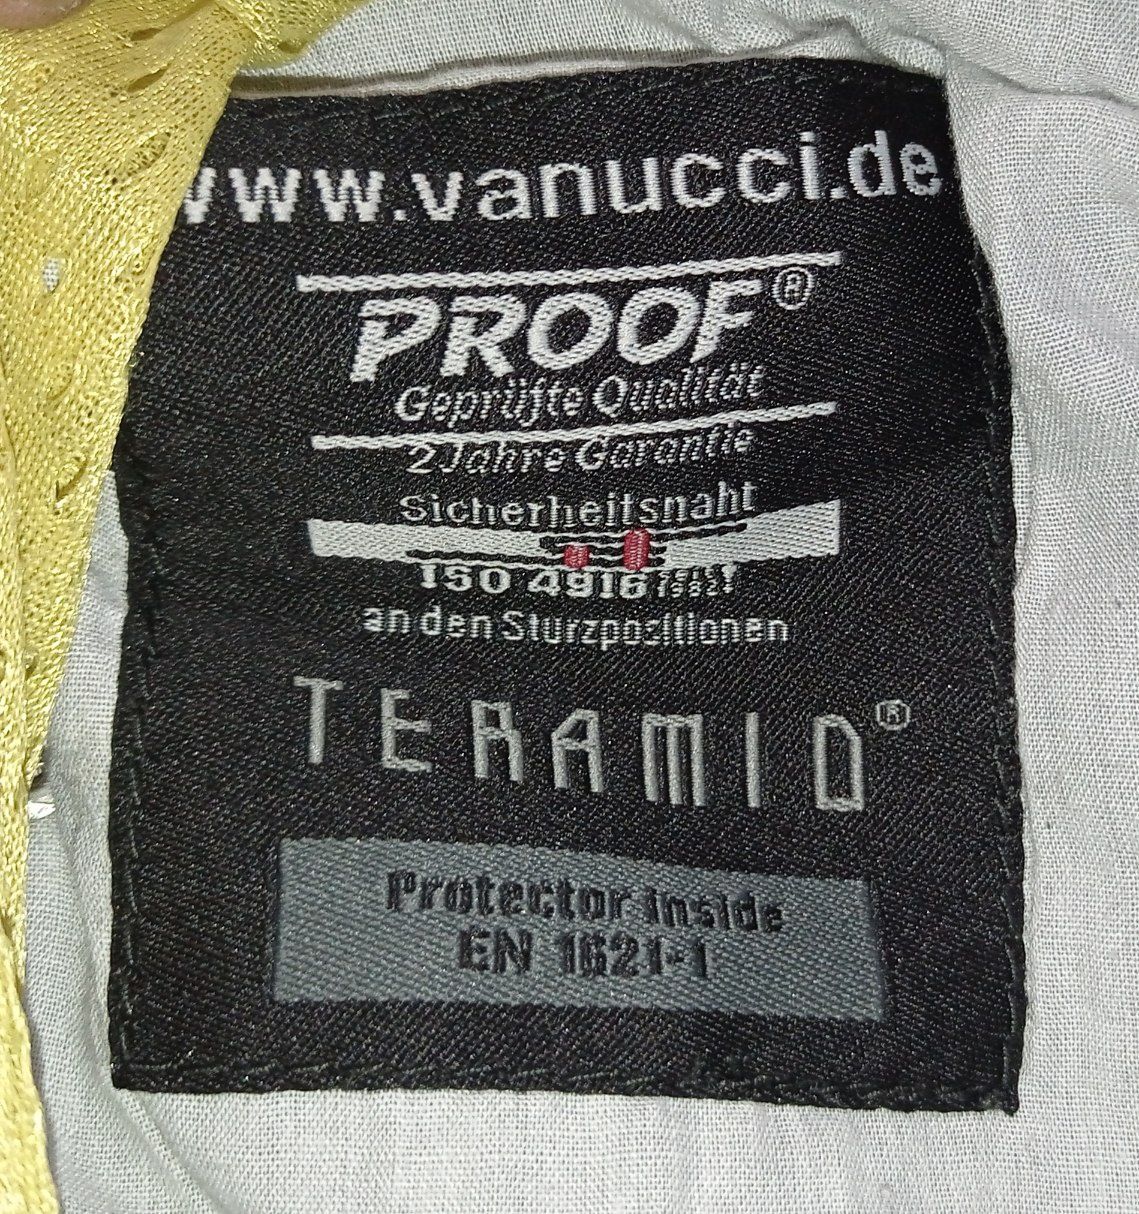 www.vanucci.de
PROOF®
Geprüfte Qualität
2 Jahre Garantie
Sicherheitsnaht
ISO 4916
an den Sturzpozitionen
TERAMID®
Protector inside
EN 1621-1